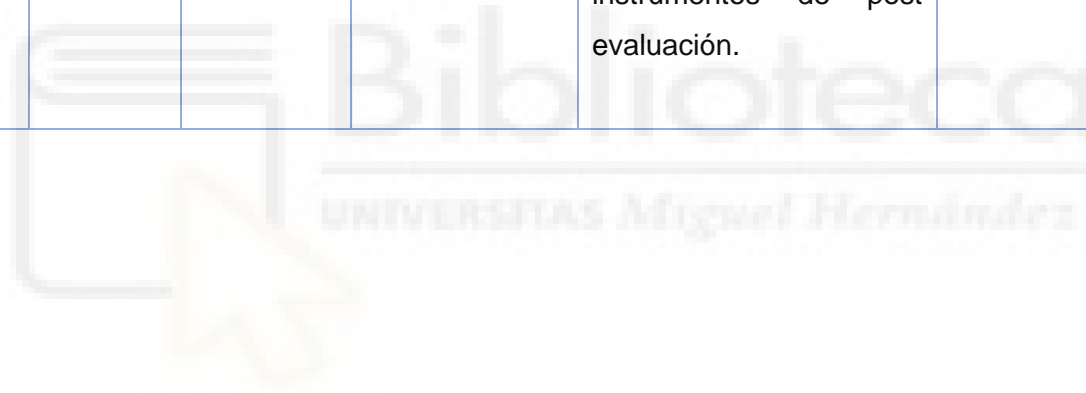 instrumentos de post
evaluación.
Biblioteca
UNIVERSITAS Miguel Hernández